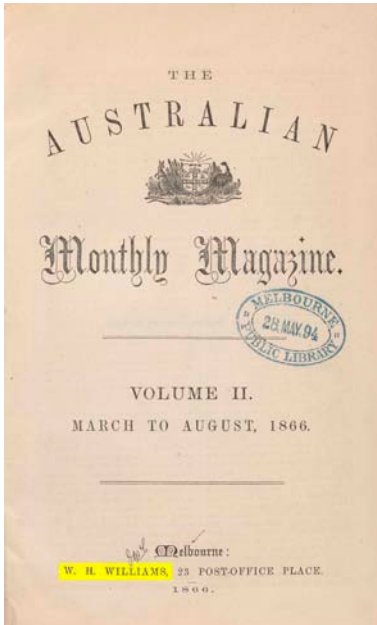 THE
AUSTRALIAN
Monthly Magazine.
MELBOURNE
28. MAY. 94
PUBLIC LIBRARY
VOLUME II.
MARCH TO AUGUST, 1866.
Melbourne:
W. H. WILLIAMS, 23 POST-OFFICE PLACE.
1866.